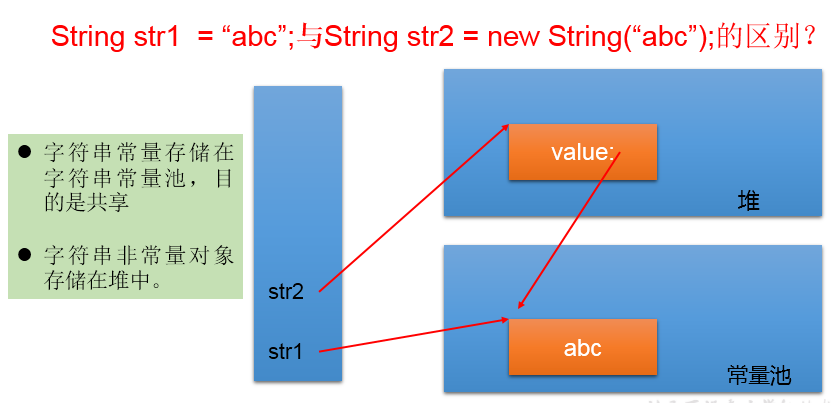 String str1 = “abc”;与String str2 = new String(“abc”);的区别？
● 字符串常量存储在
字符串常量池，目
的是共享
● 字符串非常量对象
存储在堆中。
value:
堆
str2
str1
abc
常量池